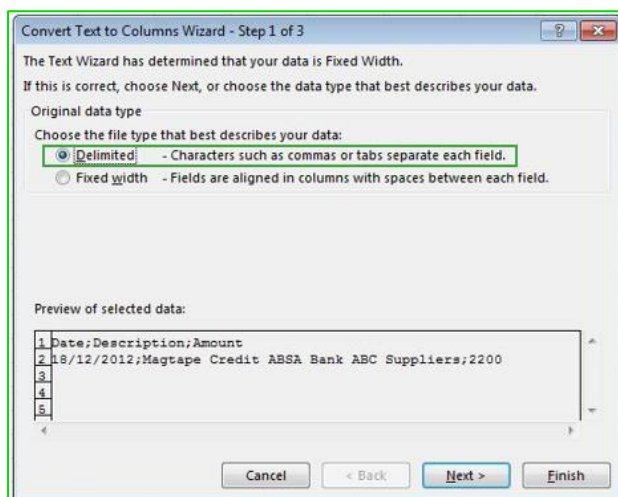 Convert Text to Columns Wizard - Step 1 of 3
The Text Wizard has determined that your data is Fixed Width.
If this is correct, choose Next, or choose the data type that best describes your data.
Original data type
Choose the file type that best describes your data:
Delimited - Characters such as commas or tabs separate each field.
Fixed width - Fields are aligned in columns with spaces between each field.
Preview of selected data:
1 Date;Description;Amount
2 18/12/2012;Magtape Credit ABSA Bank ABC Suppliers;2200
3
4
5
Cancel < Back Next > Finish